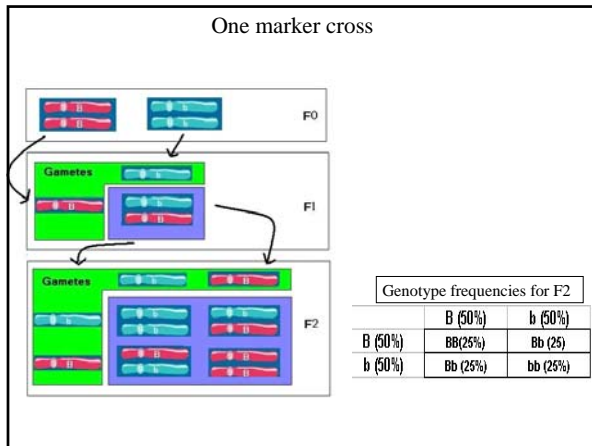 One marker cross
B
B
b
b
F0
Gametes
b
B
b
B
F1
Gametes
b
B
b
B
b
b
b
B
B
b
B
B
F2
Genotype frequencies for F2
B (50%) b (50%)
B (50%) BB(25%) Bb (25)
b (50%) Bb (25%) bb (25%)